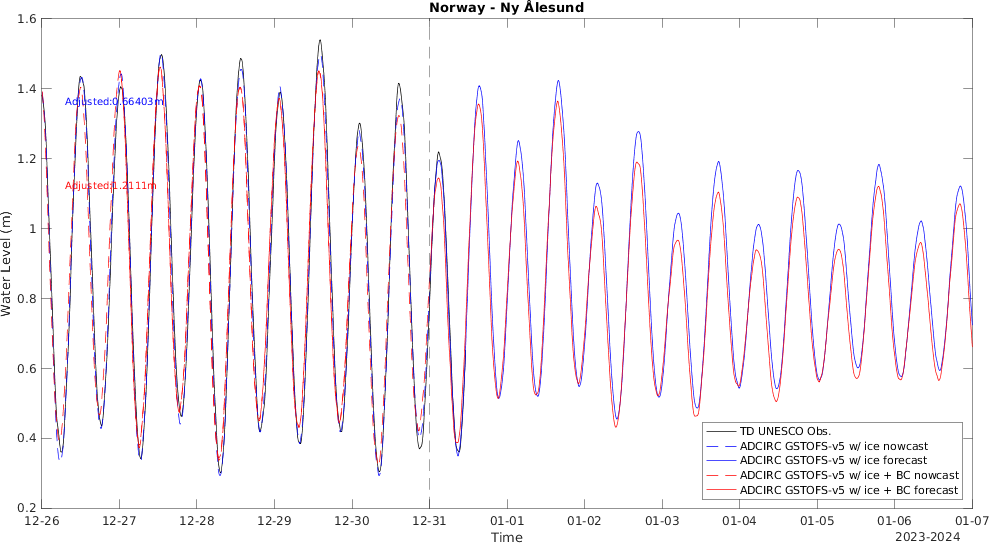 Norway - Ny Ålesund
1.6
1.4
1.2
1
0.8
0.6
0.4
0.2
Water Level (m)
Adjusted:0.66403m
Adjusted:1.2111m
TD UNESCO Obs.
ADCIRC GSTOFS-v5 w/ ice nowcast
ADCIRC GSTOFS-v5 w/ ice forecast
ADCIRC GSTOFS-v5 w/ ice + BC nowcast
ADCIRC GSTOFS-v5 w/ ice + BC forecast
12-26 12-27 12-28 12-29 12-30 12-31 01-01 01-02 01-03 01-04 01-05 01-06 01-07
Time
2023-2024